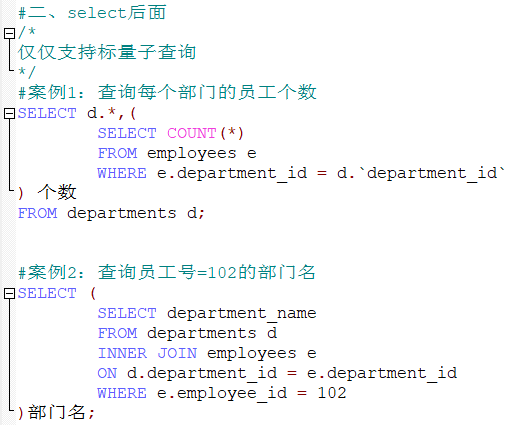 #二、select后面
/*
仅仅支持标量子查询
*/
#案例1：查询每个部门的员工个数
SELECT d.*,(
SELECT COUNT(*)
FROM employees e
WHERE e.department_id = d.`department_id`
) 个数
FROM departments d;
#案例2：查询员工号=102的部门名
SELECT (
SELECT department_name
FROM departments d
INNER JOIN employees e
ON d.department_id = e.department_id
WHERE e.employee_id = 102
)部门名;